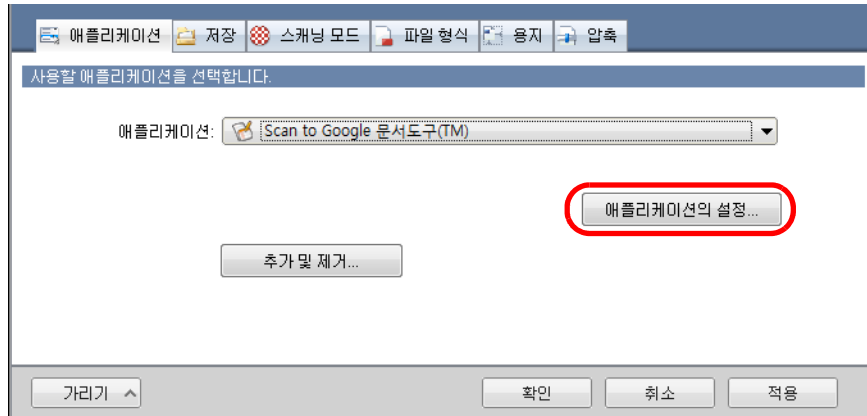 애플리케이션 저장 스캐닝 모드 파일 형식 용지 압축
사용할 애플리케이션을 선택합니다.
애플리케이션: Scan to Google 문서도구(TM)
애플리케이션의 설정...
추가 및 제거...
가리기 확인 취소 적용